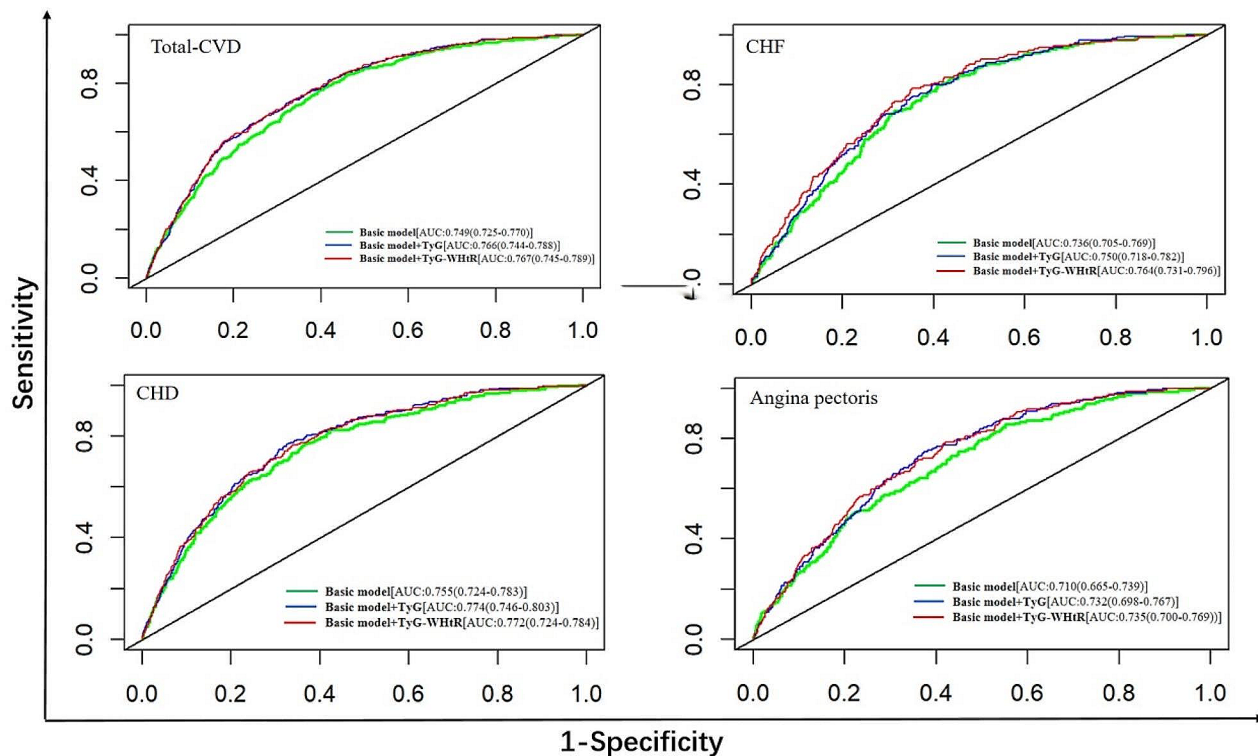 Sensitivity
Total-CVD
0.8
0.4
0.0
Basic model[AUC:0.749(0.725-0.770)]
Basic model+TyG[AUC:0.766(0.744-0.788)]
Basic model+TyG-WHtR[AUC:0.767(0.745-0.789)]
0.0 0.2 0.4 0.6 0.8 1.0
CHF
0.8
0.4
0.0
Basic model[AUC:0.736(0.705-0.769)]
Basic model+TyG[AUC:0.750(0.718-0.782)]
Basic model+TyG-WHtR[AUC:0.764(0.731-0.796)]
0.0 0.2 0.4 0.6 0.8 1.0
CHD
0.8
0.4
0.0
Basic model[AUC:0.755(0.724-0.783)]
Basic model+TyG[AUC:0.774(0.746-0.803)]
Basic model+TyG-WHtR[AUC:0.772(0.724-0.784)]
0.0 0.2 0.4 0.6 0.8 1.0
Angina pectoris
0.8
0.4
0.0
Basic model[AUC:0.710(0.665-0.739)]
Basic model+TyG[AUC:0.732(0.698-0.767)]
Basic model+TyG-WHtR[AUC:0.735(0.700-0.769))]
0.0 0.2 0.4 0.6 0.8 1.0
1-Specificity